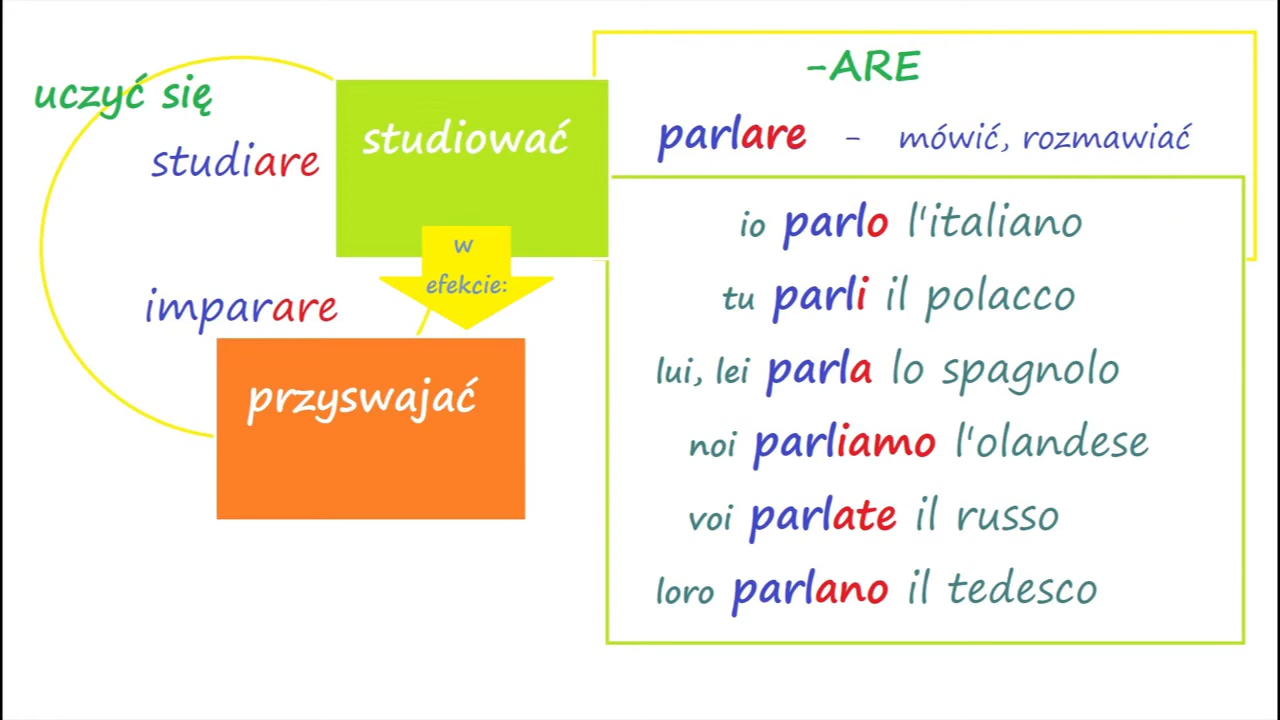 uczyć się
studiare
studiować
w
efekcie:
imparare
przyswajać
-ARE
parlare - mówić, rozmawiać
io parlo l'italiano
tu parli il polacco
lui, lei parla lo spagnolo
noi parliamo l'olandese
voi parlate il russo
loro parlano il tedesco